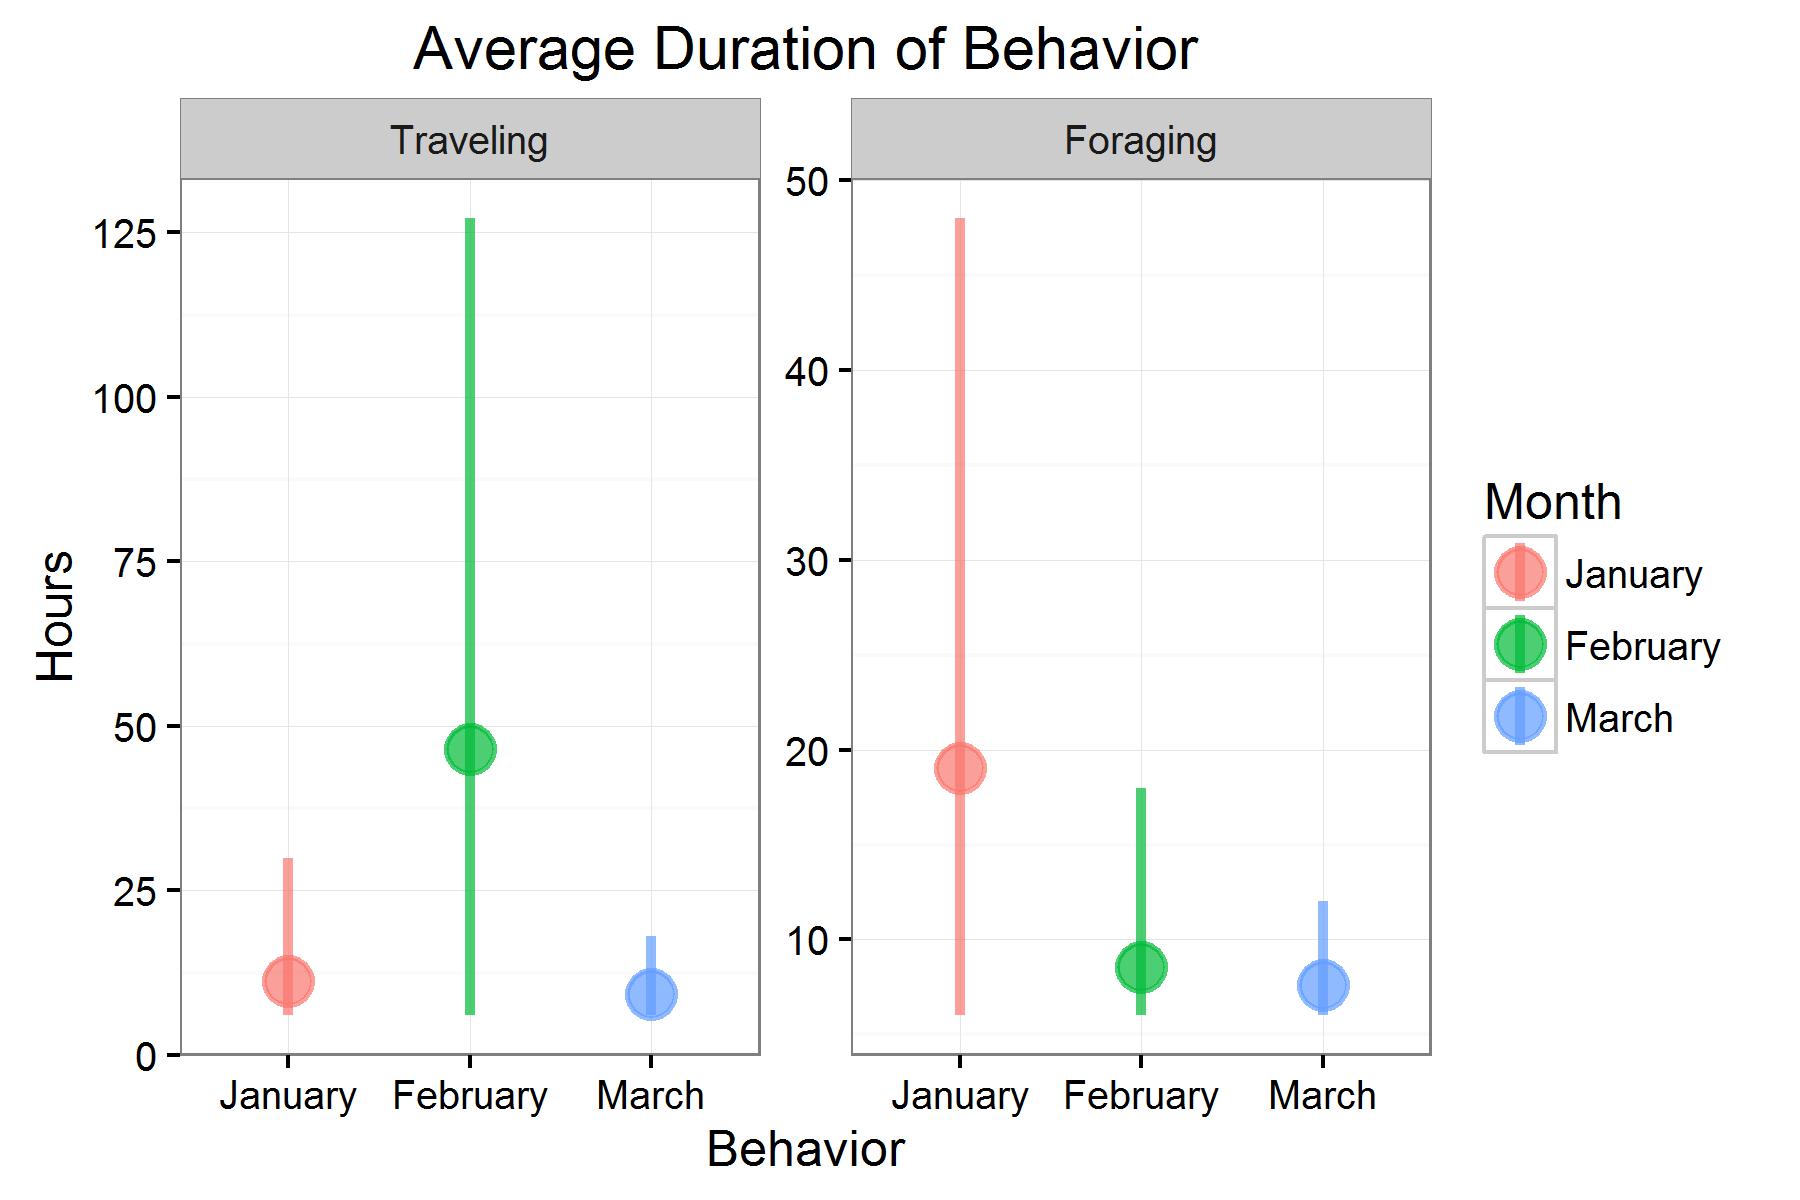 Average Duration of Behavior
Traveling
Foraging
125
100
75
50
25
0
50
40
30
20
10
Hours
January February March
January February March
Behavior
Month
January
February
March